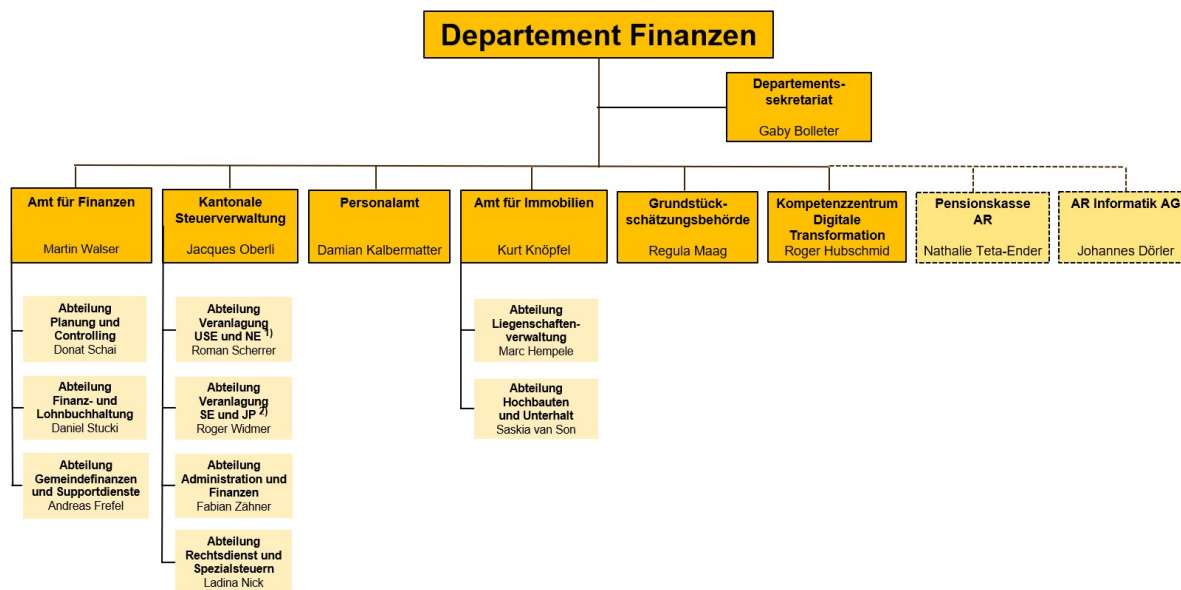 Departement Finanzen
Departements-
sekretariat
Gaby Bolleter
Amt für Finanzen
Martin Walser
Kantonale
Steuerverwaltung
Jacques Oberli
Personalamt
Damian Kalbermatter
Amt für Immobilien
Kurt Knöpfel
Grundstück-
schätzungsbehörde
Regula Maag
Kompetenzzentrum
Digitale
Transformation
Roger Hubschmid
Pensionskasse
AR
Nathalie Teta-Ender
AR Informatik AG
Johannes Dörler
Abteilung
Planung und
Controlling
Donat Schai
Abteilung
Finanz- und
Lohnbuchhaltung
Daniel Stucki
Abteilung
Gemeindefinanzen
und Supportdienste
Andreas Frefel
Abteilung
Veranlagung
USE und NE 1)
Roman Scherrer
Abteilung
Veranlagung
SE und JP 2)
Roger Widmer
Abteilung
Administration und
Finanzen
Fabian Zähner
Abteilung
Rechtsdienst und
Spezialsteuern
Ladina Nick
Abteilung
Liegenschaften-
verwaltung
Marc Hempele
Abteilung
Hochbauten
und Unterhalt
Saskia van Son